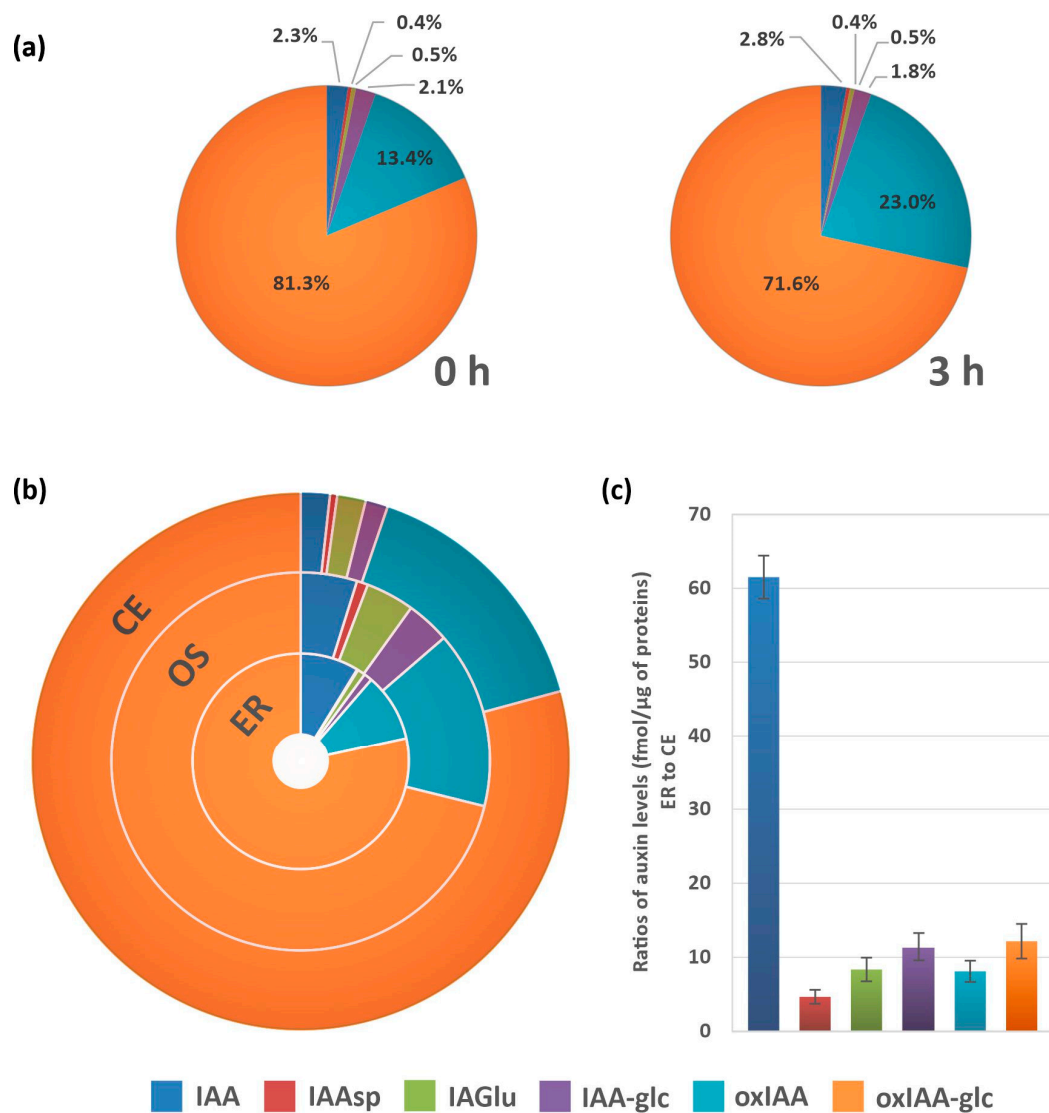 (a)
2.3%
0.4%
0.5%
2.1%
13.4%
81.3%
0 h
2.8%
0.4%
0.5%
1.8%
23.0%
71.6%
3 h
(b)
CE
OS
ER
(c)
Ratios of auxin levels (fmol/µg of proteins)
ER to CE
70
60
50
40
30
20
10
0
IAA IAAsp IAGlu IAA-glc oxIAA oxIAA-glc